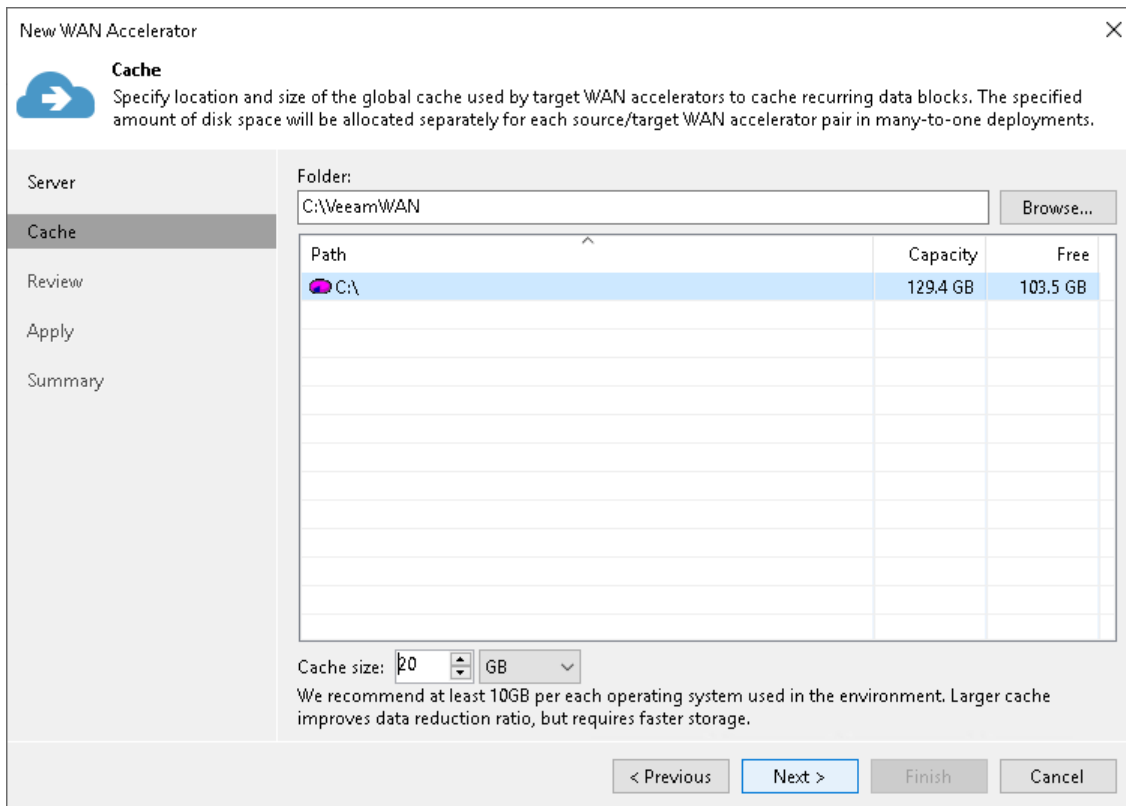 New WAN Accelerator
Cache
Specify location and size of the global cache used by target WAN accelerators to cache recurring data blocks. The specified
amount of disk space will be allocated separately for each source/target WAN accelerator pair in many-to-one deployments.
Server
Cache
Review
Apply
Summary
Folder:
C:\VeeamWAN
Browse...
Path Capacity Free
C:\ 129.4 GB 103.5 GB
Cache size: 20 GB
We recommend at least 10GB per each operating system used in the environment. Larger cache
improves data reduction ratio, but requires faster storage.
< Previous Next > Finish Cancel